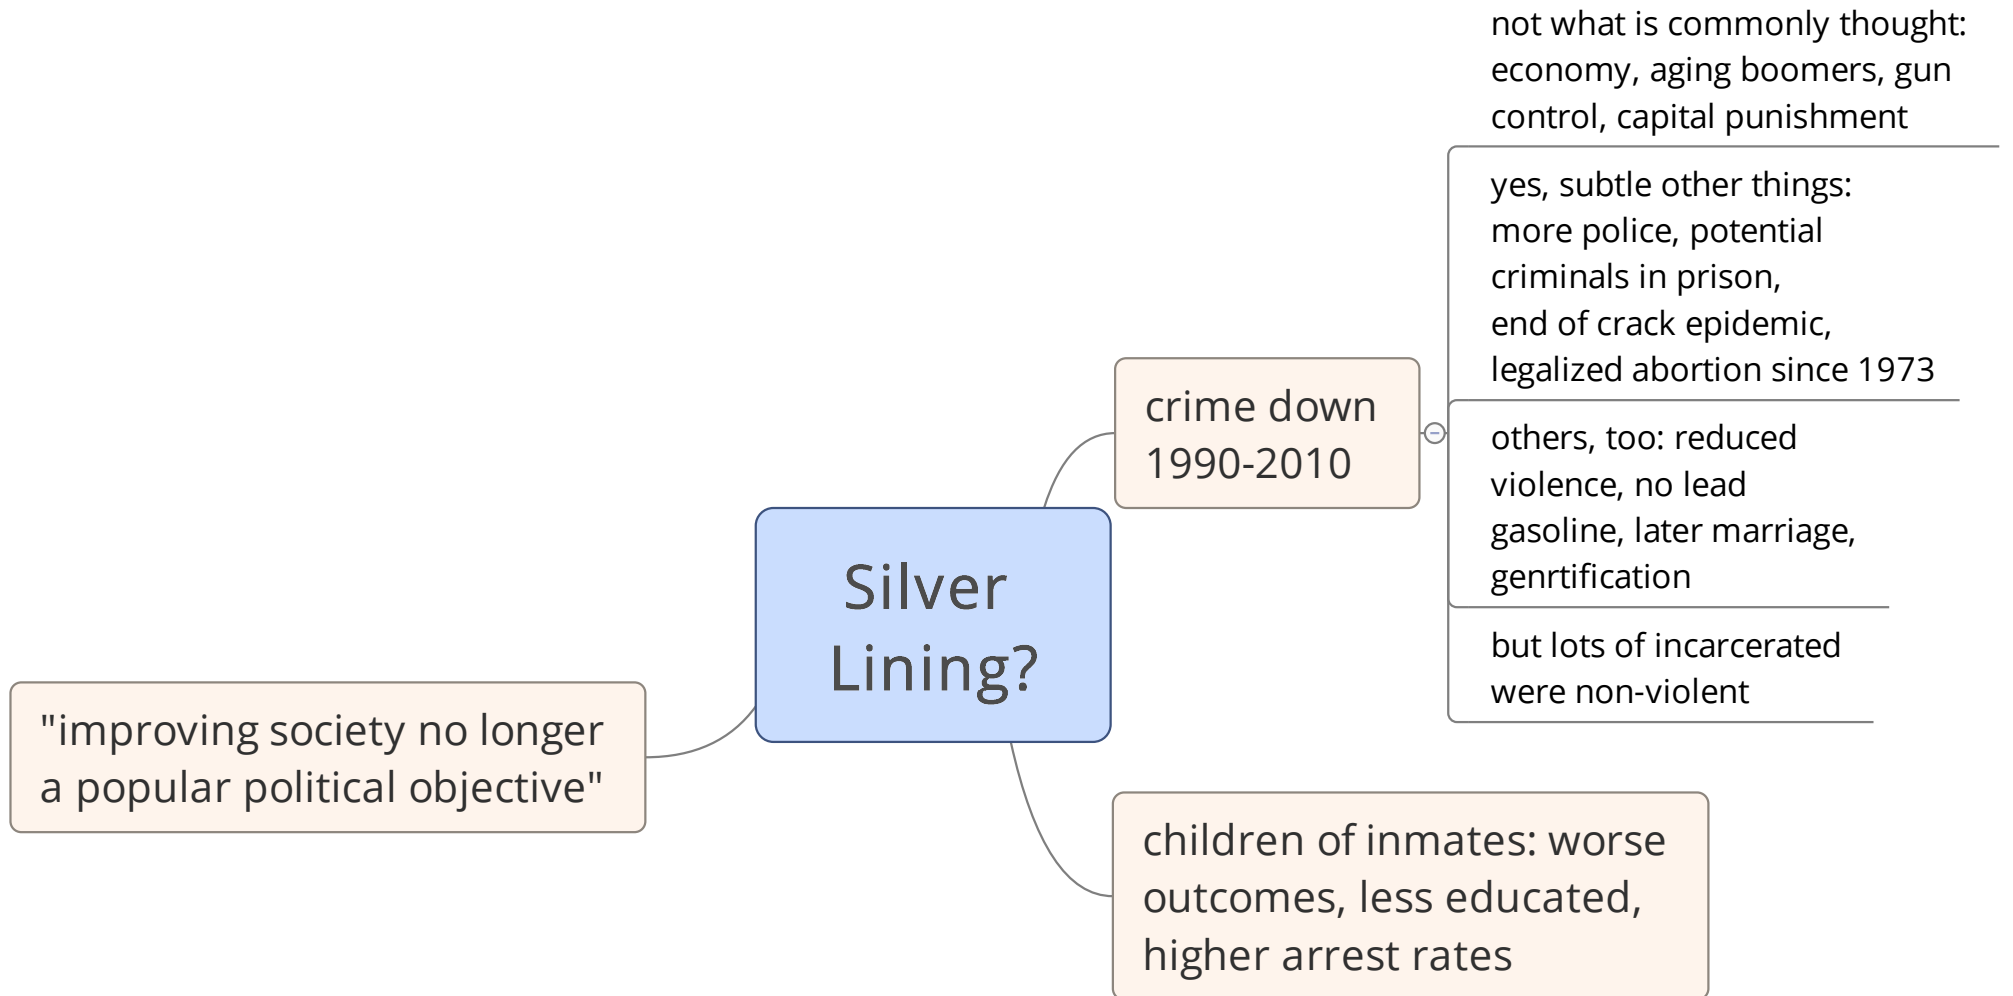 not what is commonly thought:
economy, aging boomers, gun
control, capital punishment
yes, subtle other things:
more police, potential
criminals in prison,
end of crack epidemic,
legalized abortion since 1973
crime down
1990-2010
others, too: reduced
violence, no lead
gasoline, later marriage,
genrtification
but lots of incarcerated
were non-violent
Silver
Lining?
"improving society no longer
a popular political objective"
children of inmates: worse
outcomes, less educated,
higher arrest rates